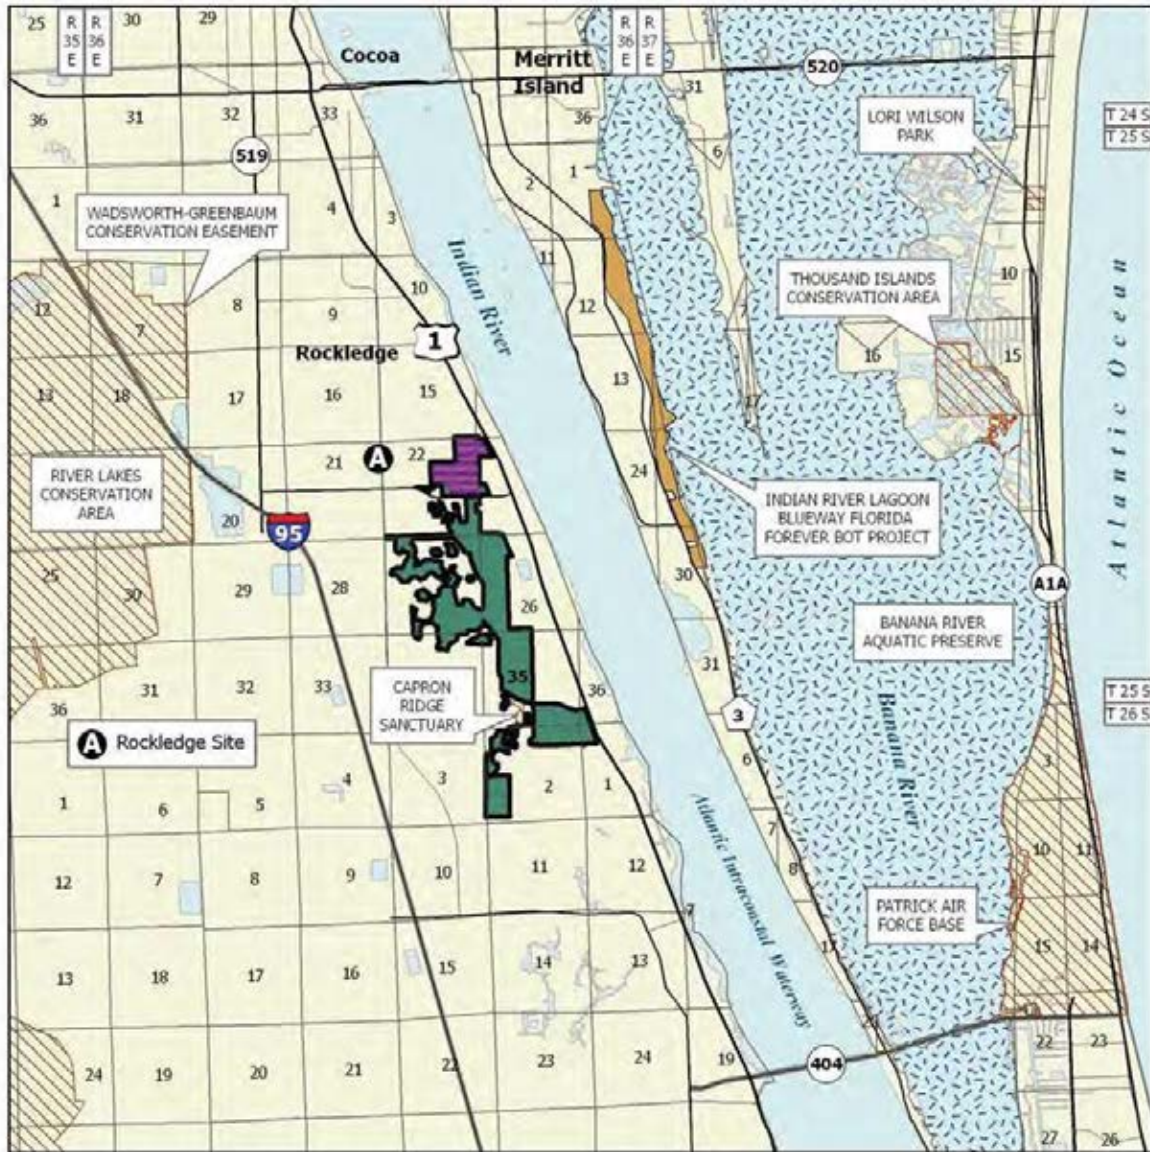 25
30
29
R
35
E
R
36
E
Cocoa
Merritt
Island
R
36
E
R
37
E
520
31
LORI WILSON
PARK
T 24 S
T 25 S
36
31
32
33
36
519
6
1
WADSWORTH-GREENBAUM
CONSERVATION EASEMENT
4
3
2
1
Indian River
11
10
THOUSAND ISLANDS
CONSERVATION AREA
12
7
8
9
10
12
7
Rockledge
1
16
15
13
18
17
16
15
13
17
Atlantic Ocean
RIVER LAKES
CONSERVATION
AREA
21
A
22
24
INDIAN RIVER LAGOON
BLUEWAY FLORIDA
FOREVER BOT PROJECT
20
95
25
30
29
28
26
30
A1A
BANANA RIVER
AQUATIC PRESERVE
31
32
33
CAPRON
RIDGE
SANCTUARY
35
36
31
3
T 25 S
T 26 S
36
A Rockledge Site
Banana River
6
3
1
6
5
4
3
2
1
Atlantic Intracoastal Waterway
7
8
10
11
12
7
8
9
10
11
12
7
PATRICK AIR
FORCE BASE
17
15
14
13
18
17
16
15
14
13
24
19
20
21
22
23
24
19
404
22
23
27
26